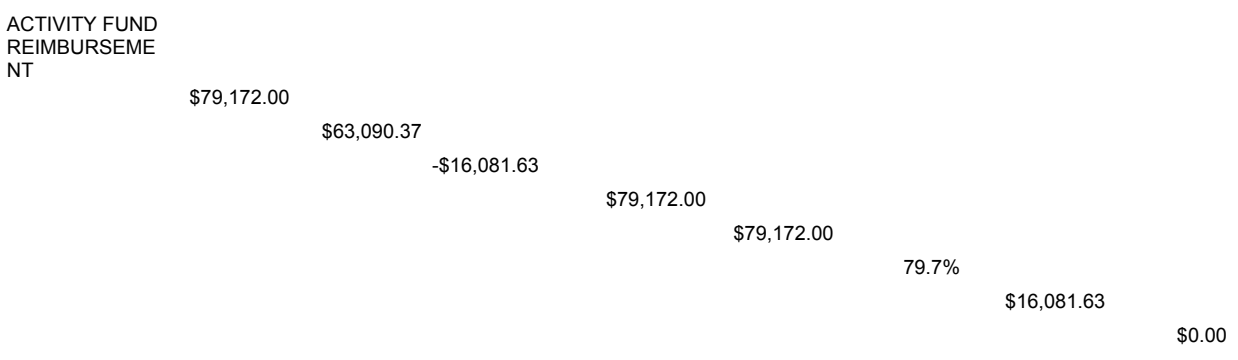 ACTIVITY FUND
REIMBURSEME
NT
$79,172.00
$63,090.37
-$16,081.63
$79,172.00
$79,172.00
79.7%
$16,081.63
$0.00